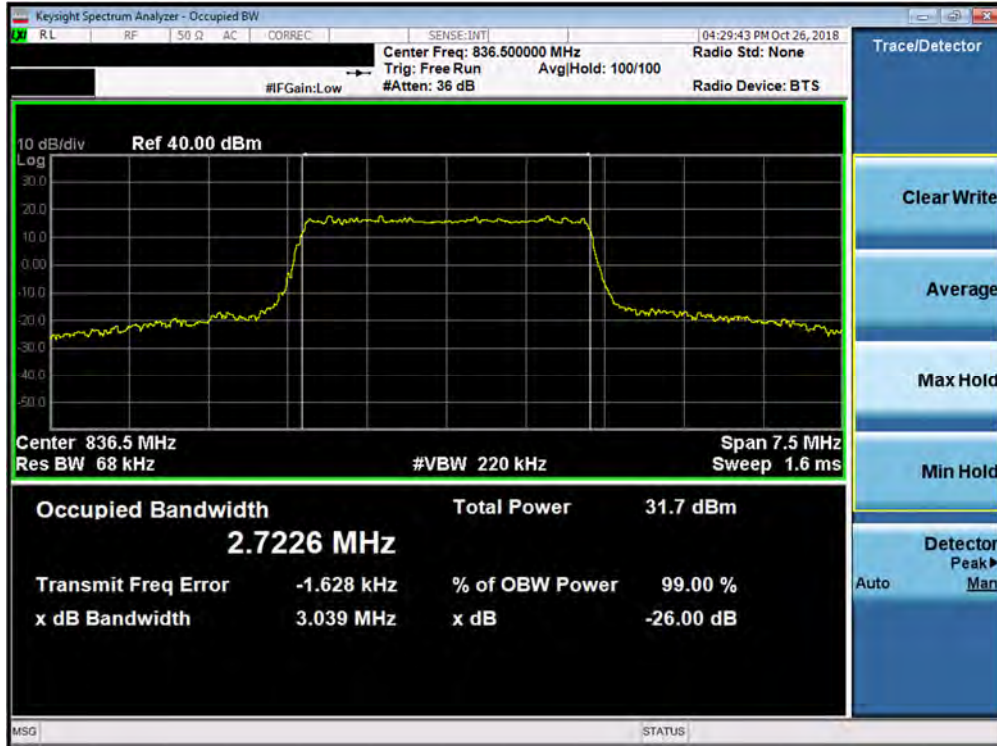 Keysight Spectrum Analyzer - Occupied BW
LXI RL RF 50 Ω AC CORREC SENSE:INT 04:29:43 PM Oct 26, 2018
Center Freq: 836.500000 MHz Radio Std: None
Trig: Free Run Avg|Hold: 100/100
#IFGain:Low #Atten: 36 dB Radio Device: BTS
10 dB/div Ref 40.00 dBm
Log
30.0
20.0
10.0
0.00
-10.0
-20.0
-30.0
-40.0
-50.0
Center 836.5 MHz Span 7.5 MHz
Res BW 68 kHz #VBW 220 kHz Sweep 1.6 ms
Occupied Bandwidth Total Power 31.7 dBm
2.7226 MHz
Transmit Freq Error -1.628 kHz % of OBW Power 99.00 %
x dB Bandwidth 3.039 MHz x dB -26.00 dB
MSG STATUS
Trace/Detector
Clear Write
Average
Max Hold
Min Hold
Detector
Peak▶
Auto Man